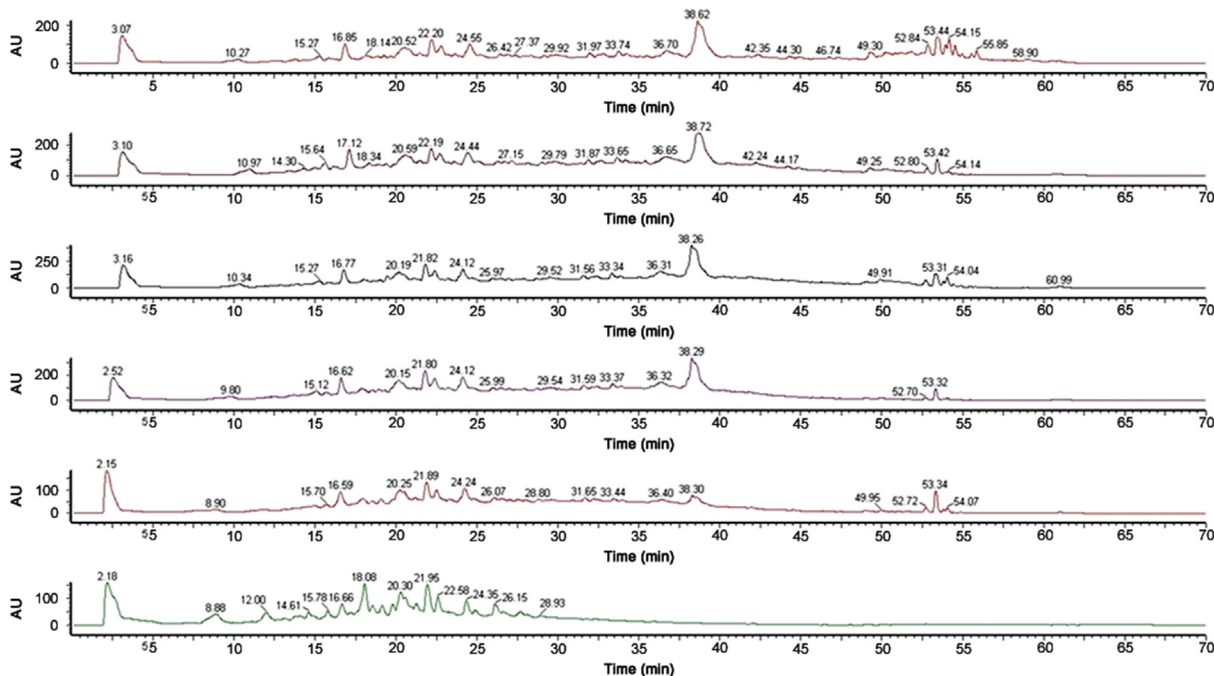 38.62
200 3.07 10.27 15.27 16.85 18.14 20.52 22.20 24.55 26.42 27.37 29.92 31.97 33.74 36.70 42.35 44.30 46.74 49.30 52.84 53.44 54.15 55.85 58.90
AU
0
5 10 15 20 25 30 35 40 45 50 55 60 65 70
Time (min)
38.72
200 3.10 10.97 14.30 15.64 17.12 18.34 20.59 22.19 24.44 27.15 29.79 31.87 33.65 36.65 42.24 44.17 49.25 52.80 53.42 54.14
AU
0
55 10 15 20 25 30 35 40 45 50 55 60 65 70
Time (min)
38.26
250 3.16 10.34 15.27 16.77 20.19 21.82 24.12 25.97 29.52 31.56 33.34 36.31 49.91 53.31 54.04 60.99
AU
0
55 10 15 20 25 30 35 40 45 50 55 60 65 70
Time (min)
38.29
200 2.52 9.80 15.12 16.62 20.15 21.80 24.12 25.99 29.54 31.59 33.37 36.32 52.70 53.32
AU
0
55 10 15 20 25 30 35 40 45 50 55 60 65 70
Time (min)
2.15
100 8.90 15.70 16.59 20.25 21.89 24.24 26.07 28.80 31.65 33.44 36.40 38.30 49.95 52.72 53.34 54.07
AU
0
55 10 15 20 25 30 35 40 45 50 55 60 65 70
Time (min)
2.18
100 8.88 12.00 14.61 15.78 16.66 18.08 20.30 21.95 22.58 24.35 26.15 28.93
AU
0
55 10 15 20 25 30 35 40 45 50 55 60 65 70
Time (min)